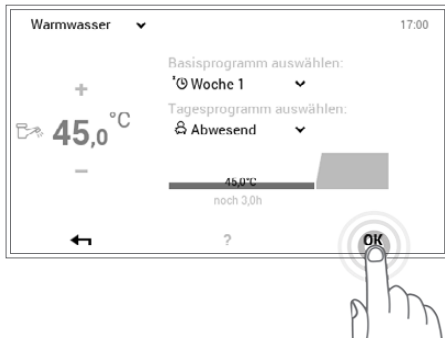 Warmwasser 17:00
Basisprogramm auswählen:
Woche 1
Tagesprogramm auswählen:
Abwesend
+
45,0 °C
−
45,0°C
noch 3,0h
? OK